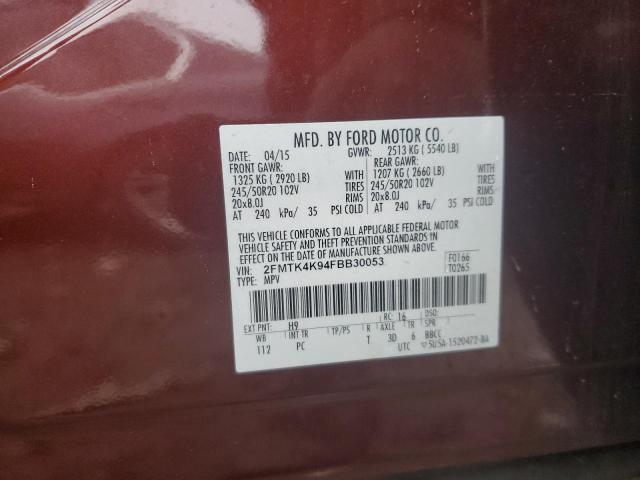 MFD. BY FORD MOTOR CO.
DATE: 04/15 GVWR: 2513 KG ( 5540 LB)
FRONT GAWR: REAR GAWR:
1325 KG ( 2920 LB) WITH 1207 KG ( 2660 LB) WITH
245/50R20 102V TIRES 245/50R20 102V TIRES
20x8.0J RIMS 20x8.0J RIMS
AT 240 kPa/ 35 PSI COLD AT 240 kPa/ 35 PSI COLD
THIS VEHICLE CONFORMS TO ALL APPLICABLE FEDERAL MOTOR
VEHICLE SAFETY AND THEFT PREVENTION STANDARDS IN
EFFECT ON THE DATE OF MANUFACTURE SHOWN ABOVE.
VIN: 2FMTK4K94FBB30053 F0166
TYPE: MPV T0265
EXT PNT: H9 RC: 16 DSO:
WB INT TR TP/PS R AXLE TR SPR
112 PC T 3D 6 BBCC
UTC ▽5USA-1520472-BA